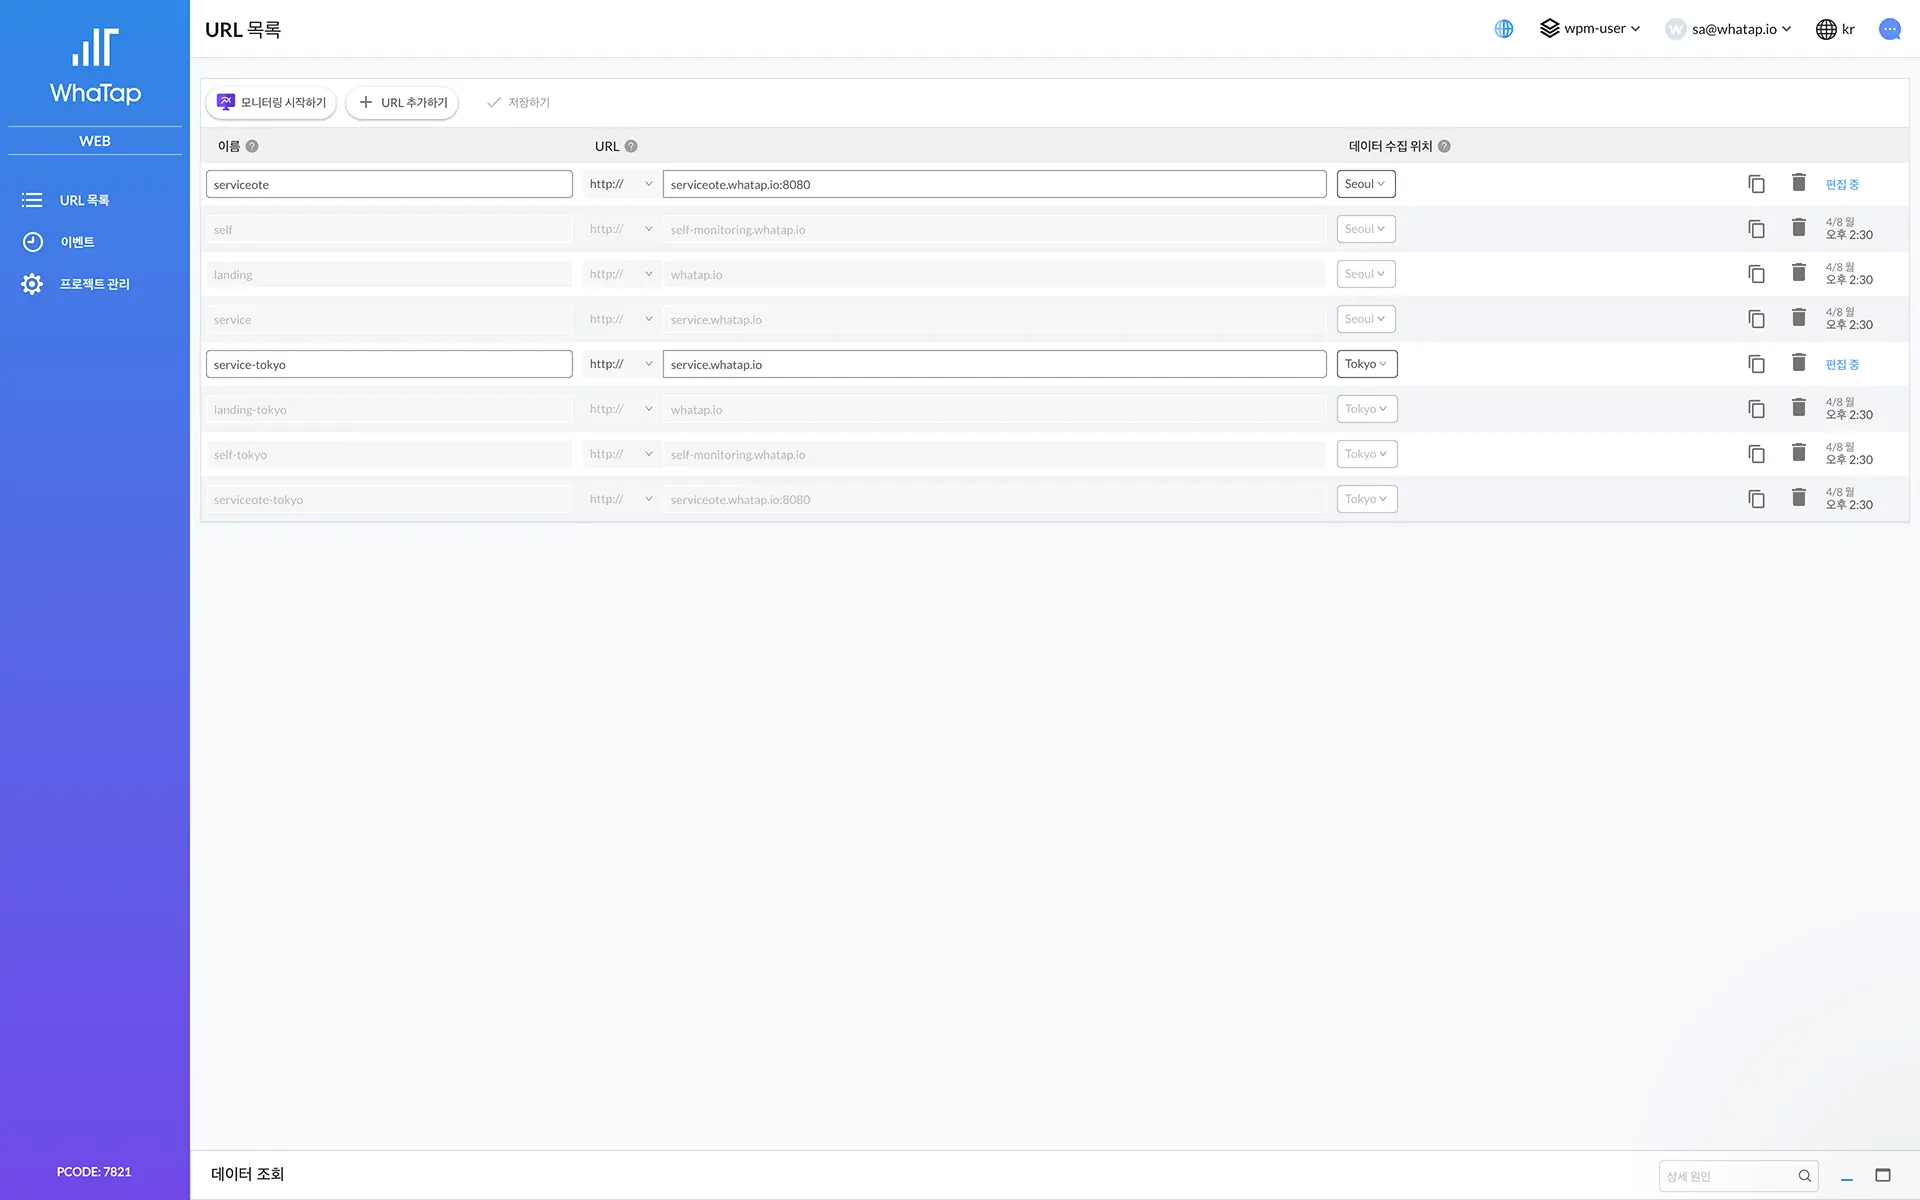 WhaTap
WEB
URL 목록
이벤트
프로젝트 관리
PCODE: 7821
URL 목록
wpm-user
W sa@whatap.io
kr
모니터링 시작하기
URL 추가하기
저장하기
이름 ? URL ? 데이터 수집 위치 ?
serviceote http:// serviceote.whatap.io:8080 Seoul 편집 중
self http:// self-monitoring.whatap.io Seoul 4/8 월
오후 2:30
landing http:// whatap.io Seoul 4/8 월
오후 2:30
service http:// service.whatap.io Seoul 4/8 월
오후 2:30
service-tokyo http:// service.whatap.io Tokyo 편집 중
landing-tokyo http:// whatap.io Tokyo 4/8 월
오후 2:30
self-tokyo http:// self-monitoring.whatap.io Tokyo 4/8 월
오후 2:30
serviceote-tokyo http:// serviceote.whatap.io:8080 Tokyo 4/8 월
오후 2:30
데이터 조회
상세 원인